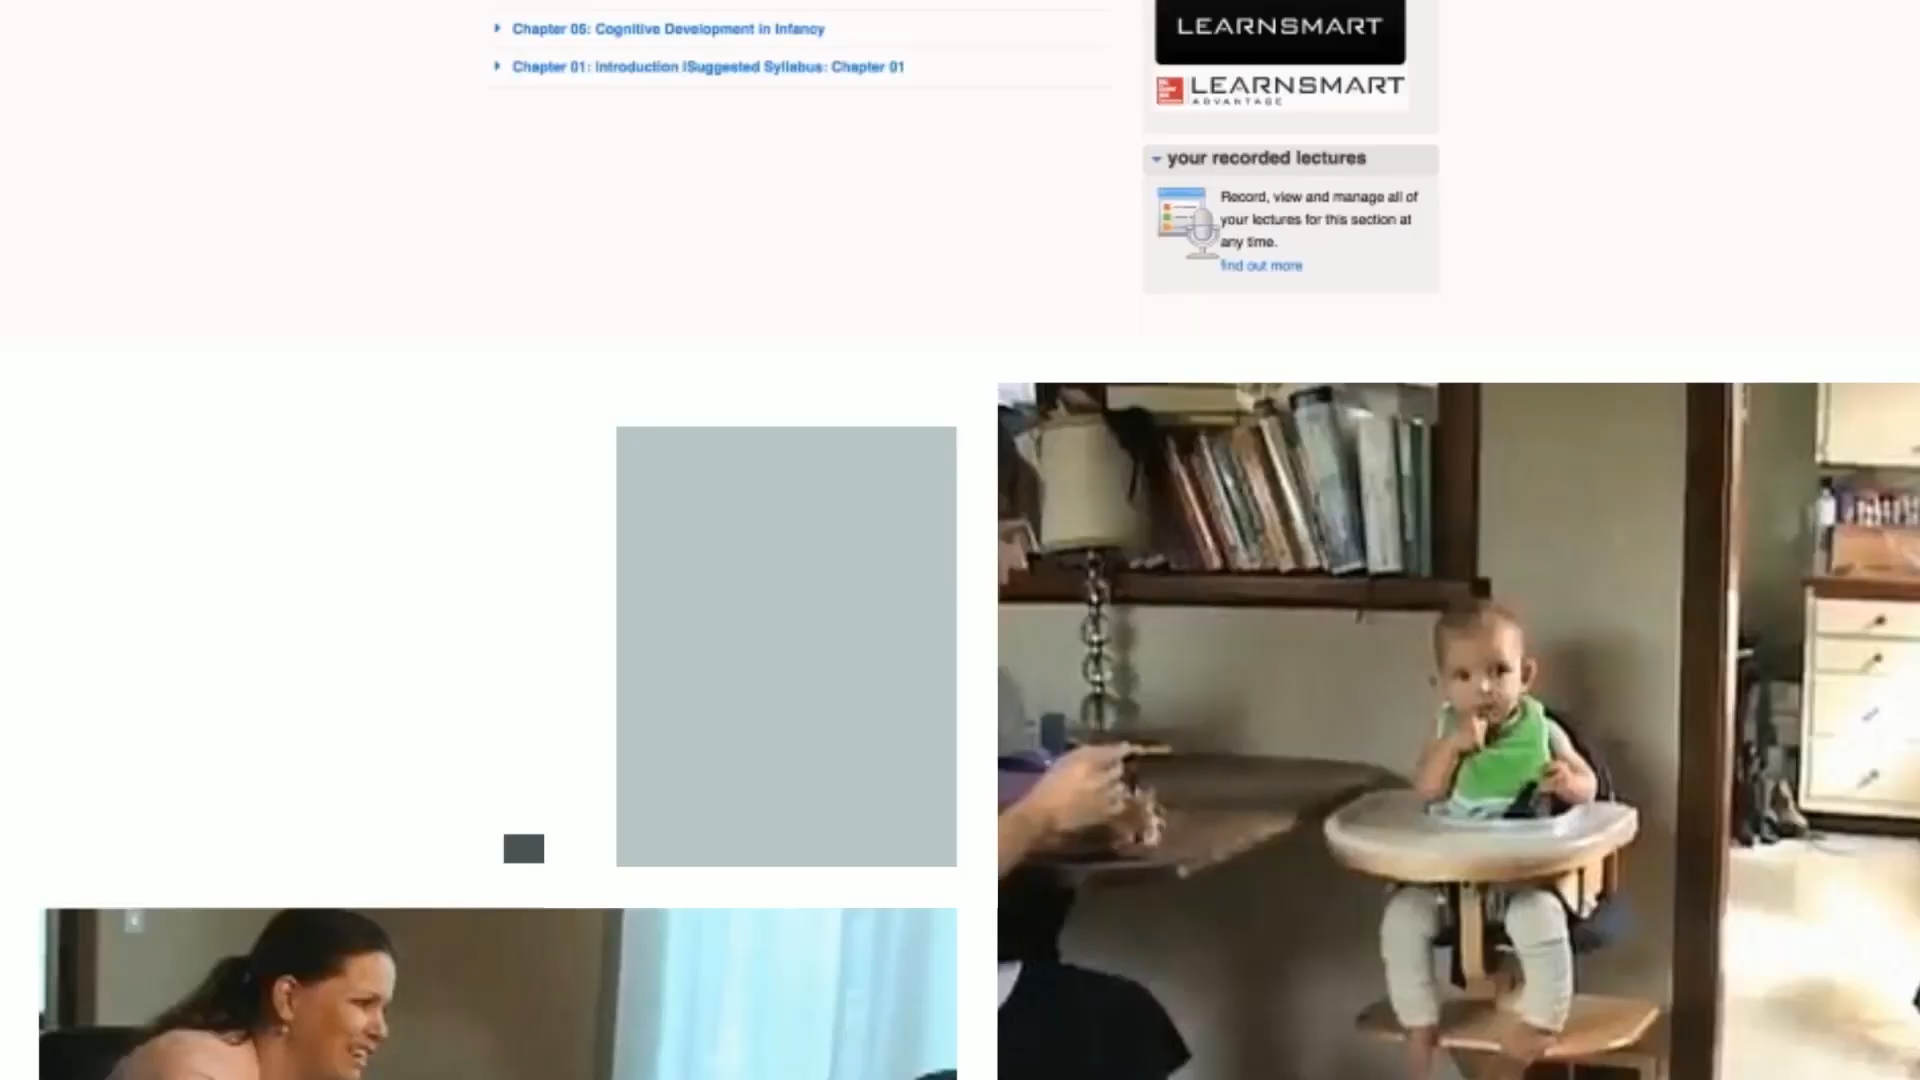 Chapter 05: Cognitive Development in Infancy
Chapter 01: Introduction |Suggested Syllabus: Chapter 01
LEARNSMART
LEARNSMART
ADVANTAGE
your recorded lectures
Record, view and manage all of
your lectures for this section at
any time.
find out more